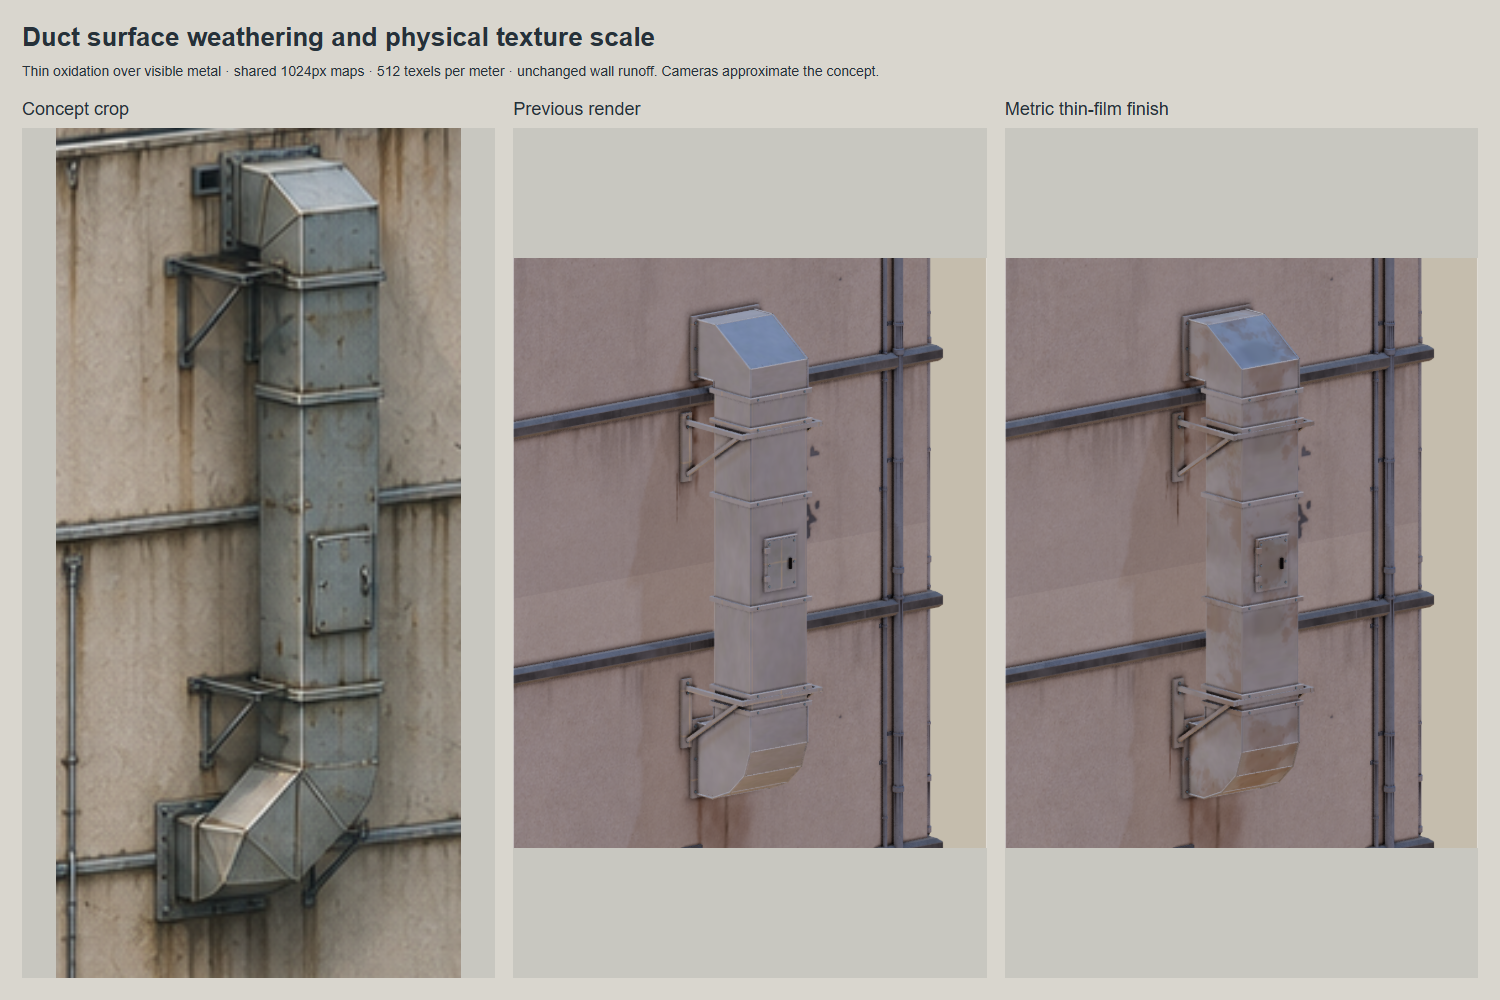 Duct surface weathering and physical texture scale
Thin oxidation over visible metal · shared 1024px maps · 512 texels per meter · unchanged wall runoff. Cameras approximate the concept.
Concept crop
Previous render
Metric thin-film finish